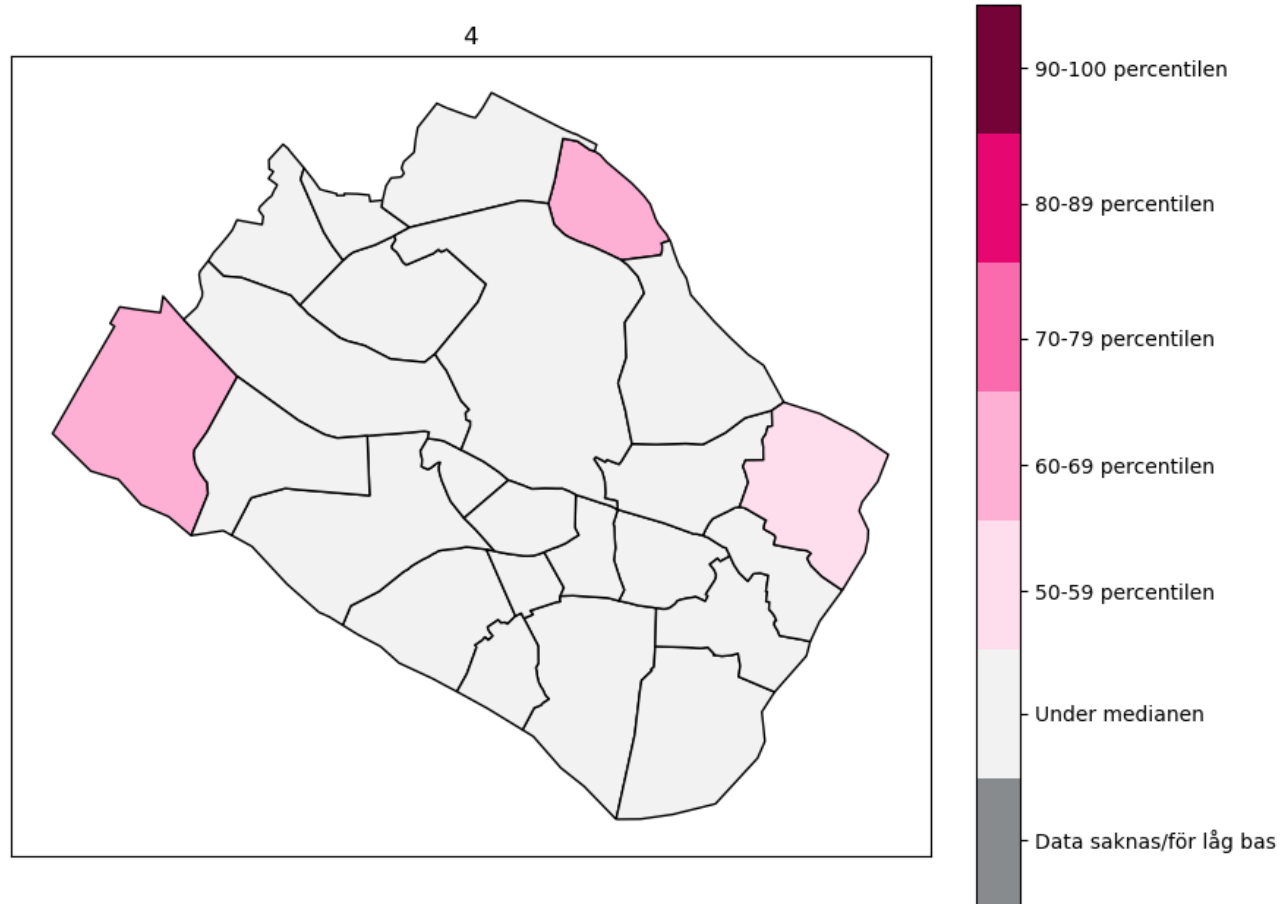 4
90-100 percentilen
80-89 percentilen
70-79 percentilen
60-69 percentilen
50-59 percentilen
Under medianen
Data saknas/för låg bas